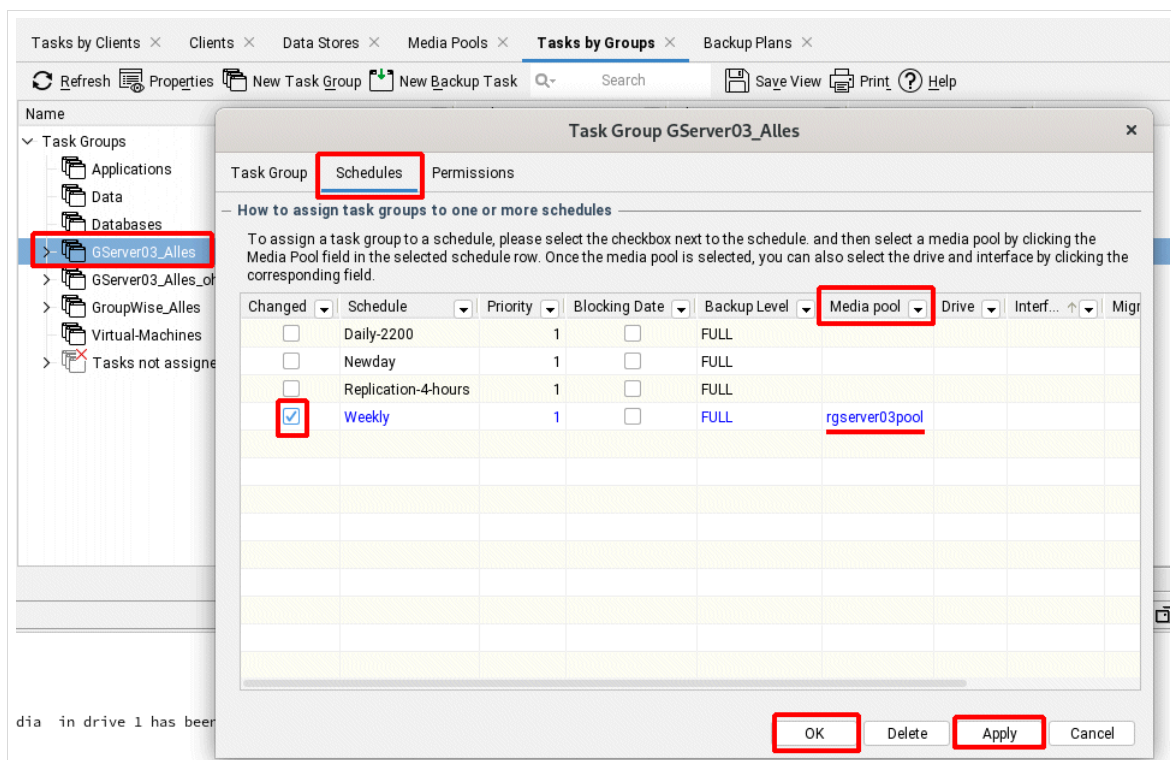 Tasks by Clients × Clients × Data Stores × Media Pools × Tasks by Groups × Backup Plans ×
Refresh Properties New Task Group New Backup Task Search Save View Print Help
Name
Task Group GServer03_Alles ×
Task Groups
Applications
Data
Databases
GServer03_Alles
GServer03_Alles_oh
GroupWise_Alles
Virtual-Machines
Tasks not assigne
Task Group Schedules Permissions
How to assign task groups to one or more schedules
To assign a task group to a schedule, please select the checkbox next to the schedule. and then select a media pool by clicking the
Media Pool field in the selected schedule row. Once the media pool is selected, you can also select the drive and interface by clicking the
corresponding field.
Changed Schedule Priority Blocking Date Backup Level Media pool Drive Interf... Migr
Daily-2200 1 FULL
Newday 1 FULL
Replication-4-hours 1 FULL
Weekly 1 FULL rgserver03pool
dia in drive 1 has been
OK Delete Apply Cancel